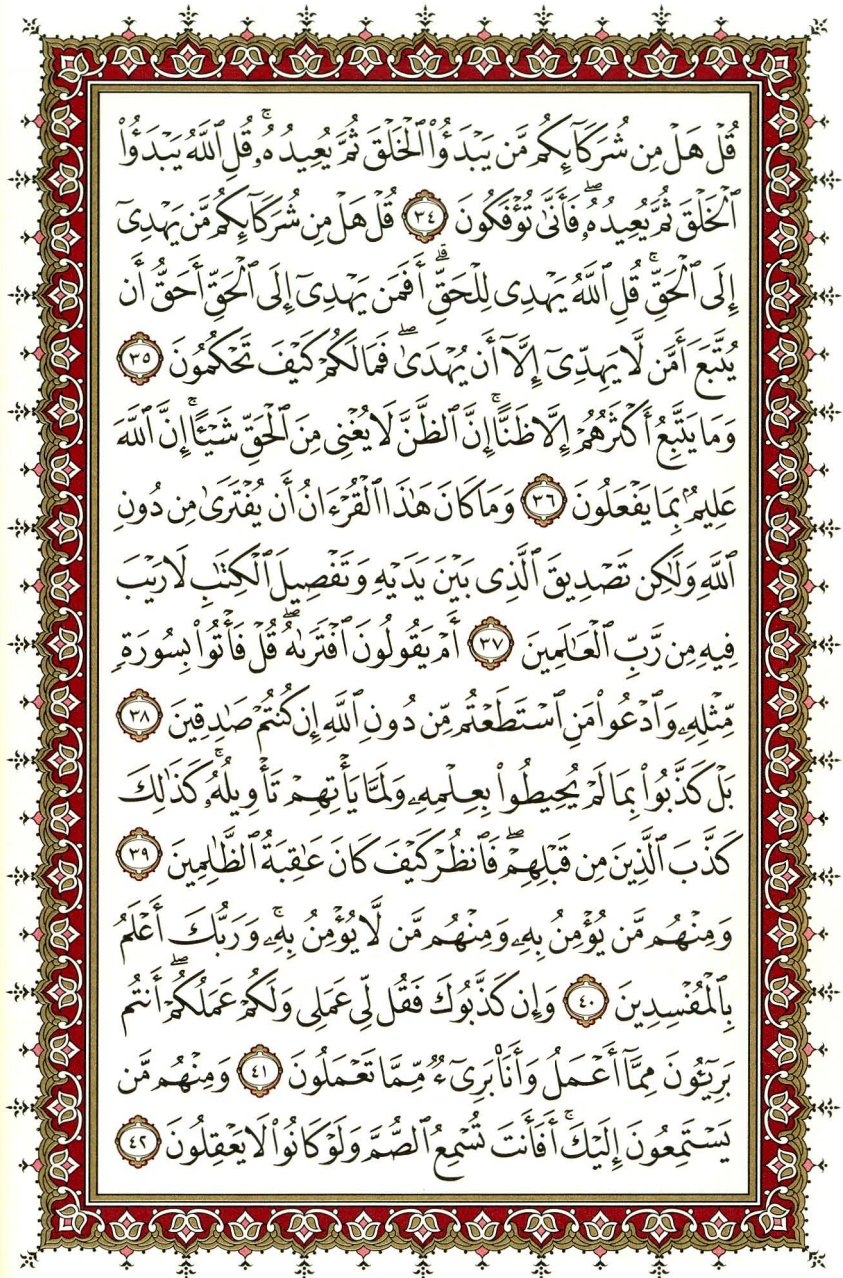 قُلْ هَلْ مِن شُرَكَآئِكُم مَّن يَبْدَؤُا۟ ٱلْخَلْقَ ثُمَّ يُعِيدُهُۥ ۚ قُلِ ٱللَّهُ يَبْدَؤُا۟
ٱلْخَلْقَ ثُمَّ يُعِيدُهُۥ ۖ فَأَنَّىٰ تُؤْفَكُونَ ٣٤ قُلْ هَلْ مِن شُرَكَآئِكُم مَّن يَهْدِىٓ
إِلَى ٱلْحَقِّ ۚ قُلِ ٱللَّهُ يَهْدِى لِلْحَقِّ ۗ أَفَمَن يَهْدِىٓ إِلَى ٱلْحَقِّ أَحَقُّ أَن
يُتَّبَعَ أَمَّن لَّا يَهِدِّىٓ إِلَّآ أَن يُهْدَىٰ ۖ فَمَا لَكُمْ كَيْفَ تَحْكُمُونَ ٣٥
وَمَا يَتَّبِعُ أَكْثَرُهُمْ إِلَّا ظَنًّا ۚ إِنَّ ٱلظَّنَّ لَا يُغْنِى مِنَ ٱلْحَقِّ شَيْـًٔا ۚ إِنَّ ٱللَّهَ
عَلِيمٌۢ بِمَا يَفْعَلُونَ ٣٦ وَمَا كَانَ هَـٰذَا ٱلْقُرْءَانُ أَن يُفْتَرَىٰ مِن دُونِ
ٱللَّهِ وَلَـٰكِن تَصْدِيقَ ٱلَّذِى بَيْنَ يَدَيْهِ وَتَفْصِيلَ ٱلْكِتَـٰبِ لَا رَيْبَ
فِيهِ مِن رَّبِّ ٱلْعَـٰلَمِينَ ٣٧ أَمْ يَقُولُونَ ٱفْتَرَىٰهُ ۖ قُلْ فَأْتُوا۟ بِسُورَةٍ
مِّثْلِهِۦ وَٱدْعُوا۟ مَنِ ٱسْتَطَعْتُم مِّن دُونِ ٱللَّهِ إِن كُنتُمْ صَـٰدِقِينَ ٣٨
بَلْ كَذَّبُوا۟ بِمَا لَمْ يُحِيطُوا۟ بِعِلْمِهِۦ وَلَمَّا يَأْتِهِمْ تَأْوِيلُهُۥ ۚ كَذَٰلِكَ
كَذَّبَ ٱلَّذِينَ مِن قَبْلِهِمْ ۖ فَٱنظُرْ كَيْفَ كَانَ عَـٰقِبَةُ ٱلظَّـٰلِمِينَ ٣٩
وَمِنْهُم مَّن يُؤْمِنُ بِهِۦ وَمِنْهُم مَّن لَّا يُؤْمِنُ بِهِۦ ۚ وَرَبُّكَ أَعْلَمُ
بِٱلْمُفْسِدِينَ ٤٠ وَإِن كَذَّبُوكَ فَقُل لِّى عَمَلِى وَلَكُمْ عَمَلُكُمْ ۖ أَنتُم
بَرِيٓـُٔونَ مِمَّآ أَعْمَلُ وَأَنَا۠ بَرِىٓءٌ مِّمَّا تَعْمَلُونَ ٤١ وَمِنْهُم مَّن
يَسْتَمِعُونَ إِلَيْكَ ۚ أَفَأَنتَ تُسْمِعُ ٱلصُّمَّ وَلَوْ كَانُوا۟ لَا يَعْقِلُونَ ٤٢